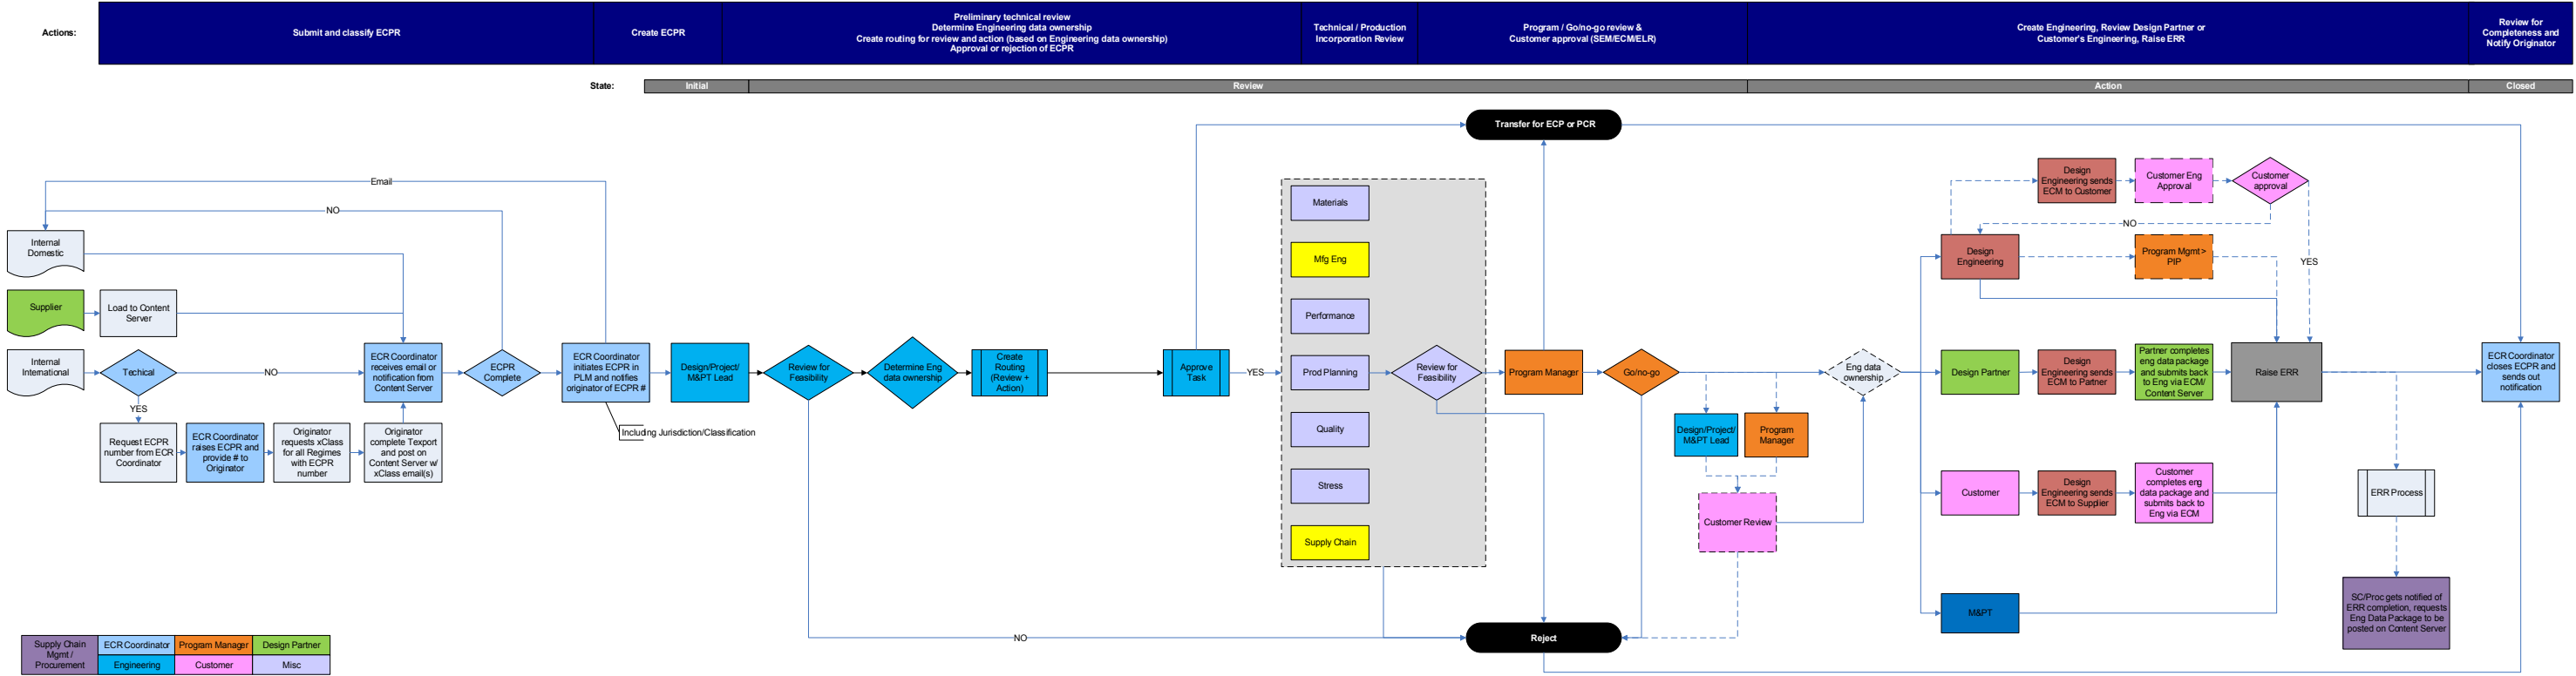 Actions:
Submit and classify ECPR
Create ECPR
Preliminary technical review
Determine Engineering data ownership
Create routing for review and action (based on Engineering data ownership)
Approval or rejection of ECPR
Technical / Production
Incorporation Review
Program / Go/no-go review &
Customer approval (SEM/ECM/ELR)
Create Engineering, Review Design Partner or
Customer's Engineering, Raise ERR
Review for
Completeness and
Notify Originator
State:
Initial
Review
Action
Closed
Transfer for ECP or PCR
Email
NO
Internal
Domestic
Supplier
Load to Content
Server
Internal
International
Techical
NO
YES
Request ECPR
number from ECR
Coordinator
ECR Coordinator
raises ECPR and
provide # to
Originator
Originator
requests xClass
for all Regimes
with ECPR
number
Originator
complete Texport
and post on
Content Server w/
xClass email(s)
ECR Coordinator
receives email or
notification from
Content Server
ECPR
Complete
ECR Coordinator
initiates ECPR in
PLM and notifies
originator of ECPR #
Including Jurisdiction/Classification
Design/Project/
M&PT Lead
Review for
Feasibility
Determine Eng
data ownership
Create
Routing
(Review +
Action)
Approve
Task
YES
Materials
Mfg Eng
Performance
Prod Planning
Quality
Stress
Supply Chain
Review for
Feasibility
Program Manager
Go/no-go
Design/Project/
M&PT Lead
Program
Manager
Customer Review
NO
Reject
Eng data
ownership
Design
Engineering sends
ECM to Customer
Customer Eng
Approval
Customer
approval
NO
YES
Design
Engineering
Program Mgmt >
PIP
Design Partner
Design
Engineering sends
ECM to Partner
Partner completes
eng data package
and submits back
to Eng via ECM/
Content Server
Raise ERR
Customer
Design
Engineering sends
ECM to Supplier
Customer
completes eng
data package and
submits back to
Eng via ECM
M&PT
ERR Process
SC/Proc gets notified of
ERR completion, requests
Eng Data Package to be
posted on Content Server
ECR Coordinator
closes ECPR and
sends out
notification
Supply Chain
Mgmt /
Procurement
ECR Coordinator
Program Manager
Design Partner
Engineering
Customer
Misc